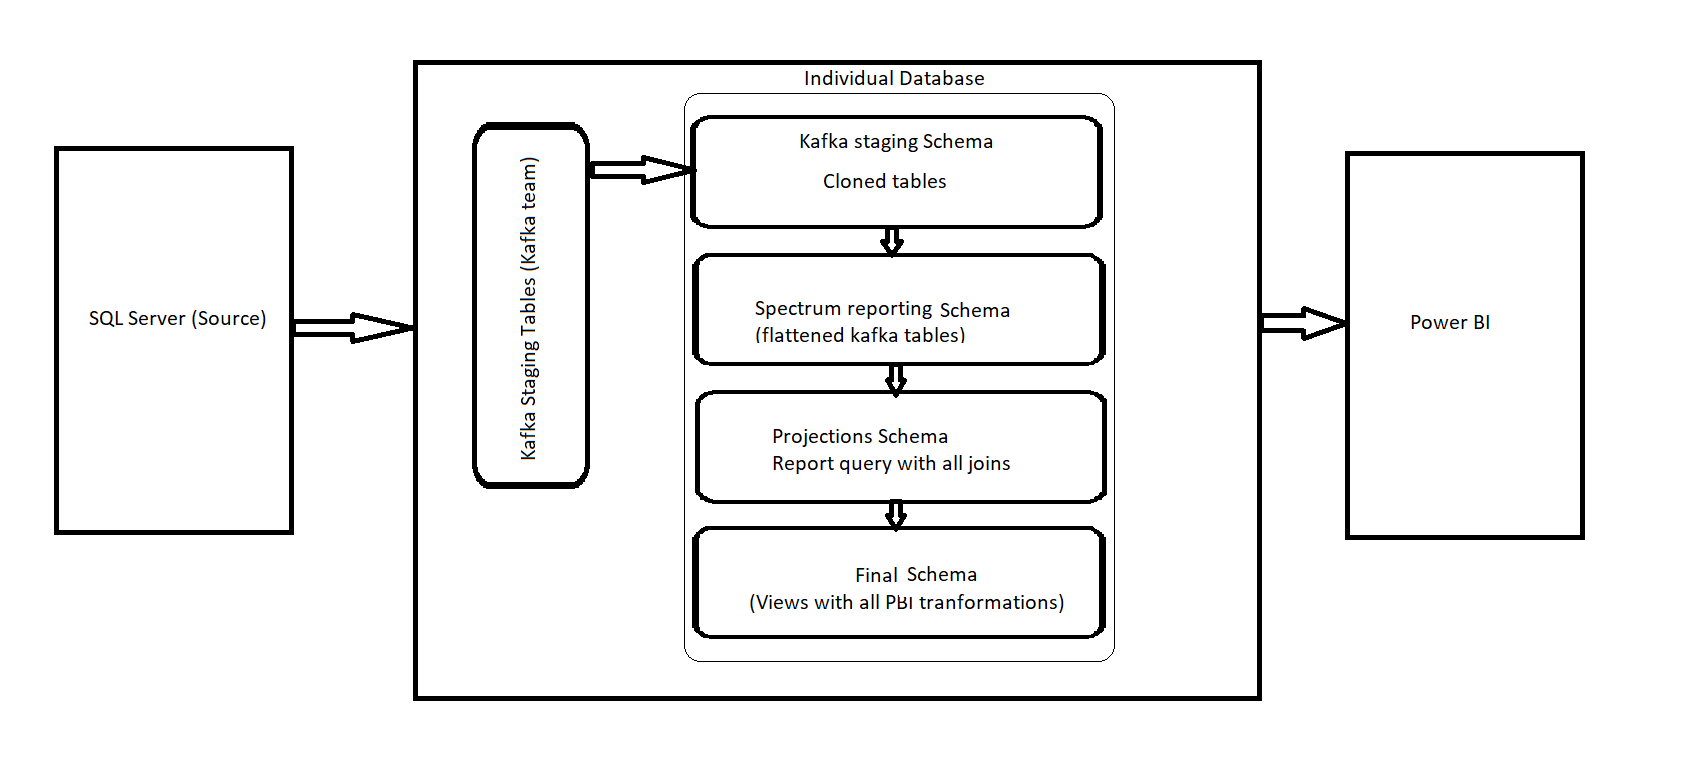 Individual Database
SQL Server (Source)
Kafka Staging Tables (Kafka team)
Kafka staging Schema
Cloned tables
Spectrum reporting Schema
(flattened kafka tables)
Projections Schema
Report query with all joins
Final Schema
(Views with all PBI tranformations)
Power BI